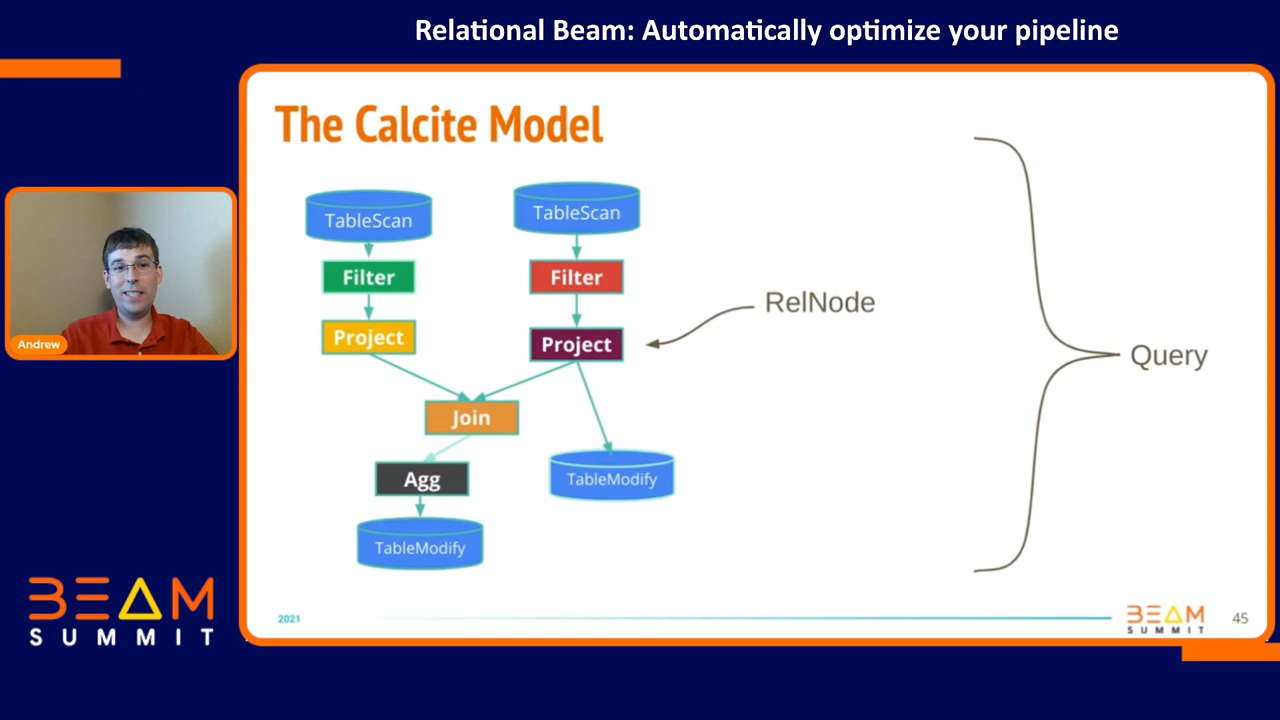 Relational Beam: Automatically optimize your pipeline
The Calcite Model
TableScan
TableScan
Filter
Filter
RelNode
Project
Project
Query
Join
Agg
TableModify
TableModify
Andrew
BEAM
SUMMIT
2021
BEAM
SUMMIT
45